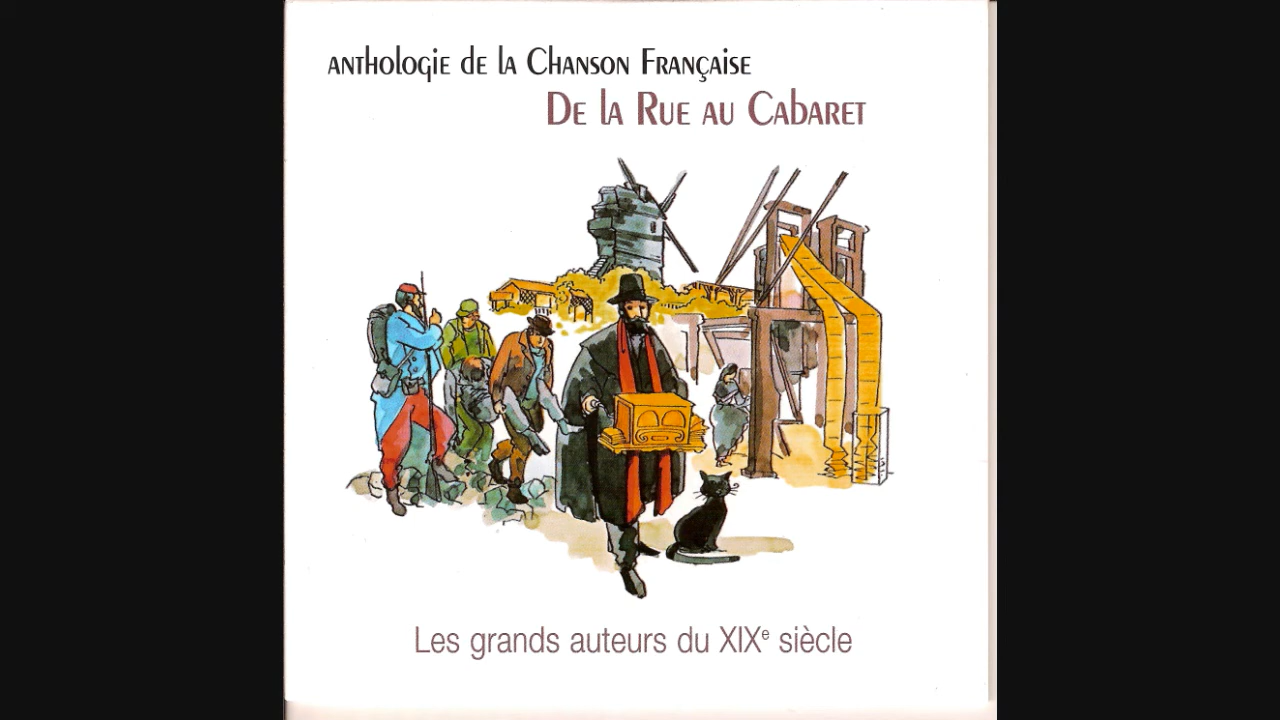 anthologie de la Chanson Française
De la Rue au Cabaret
Les grands auteurs du XIXe siècle